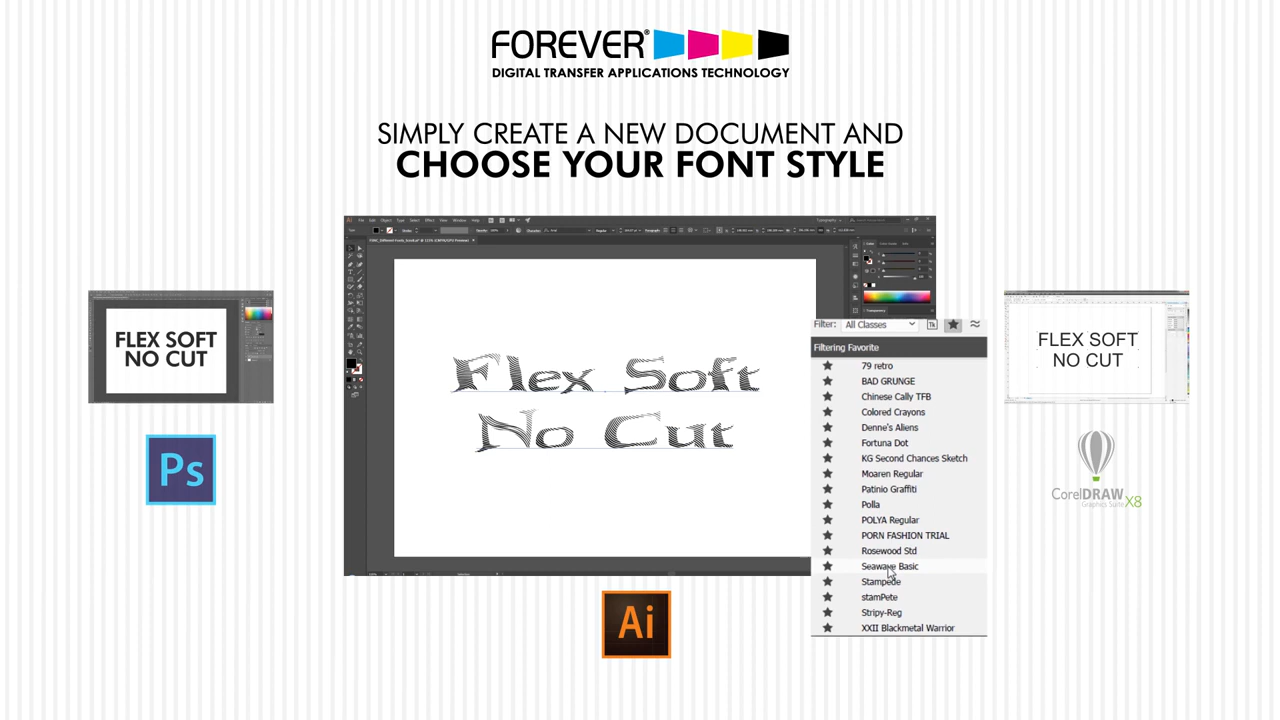 FOREVER®
DIGITAL TRANSFER APPLICATIONS TECHNOLOGY
SIMPLY CREATE A NEW DOCUMENT AND
CHOOSE YOUR FONT STYLE
FLEX SOFT
NO CUT
Ps
Flex Soft
No Cut
Ai
Filter: All Classes
Filtering Favorite
79 retro
BAD GRUNGE
Chinese Cally TFB
Colored Crayons
Denne's Aliens
Fortuna Dot
KG Second Chances Sketch
Moaren Regular
Patinio Graffiti
Polla
POLYA Regular
PORN FASHION TRIAL
Rosewood Std
Seawave Basic
Stampede
stamPete
Stripy-Reg
XXII Blackmetal Warrior
FLEX SOFT
NO CUT
CorelDRAW
Graphics Suite X8